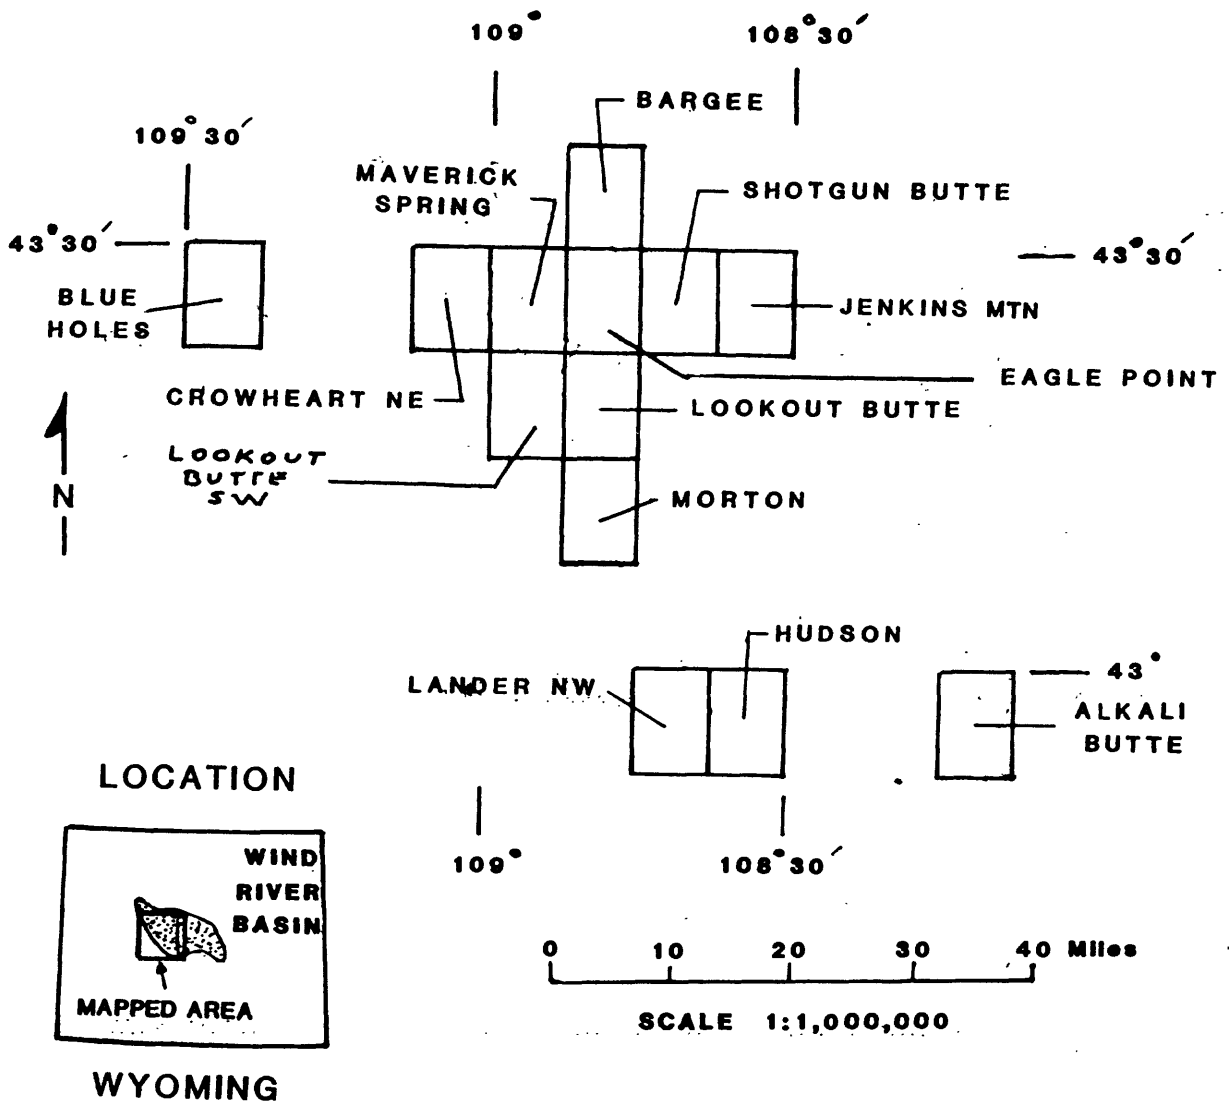 109°
108°30′
BARGEE
109°30′
MAVERICK
SPRING
SHOTGUN BUTTE
43°30′
43°30′
BLUE
HOLES
JENKINS MTN
EAGLE POINT
CROWHEART NE
LOOKOUT BUTTE
LOOKOUT
BUTTE
SW
N
MORTON
HUDSON
LANDER NW
43°
ALKALI
BUTTE
LOCATION
109°
108°30′
WIND
RIVER
BASIN
MAPPED AREA
WYOMING
0 10 20 30 40 Miles
SCALE 1:1,000,000